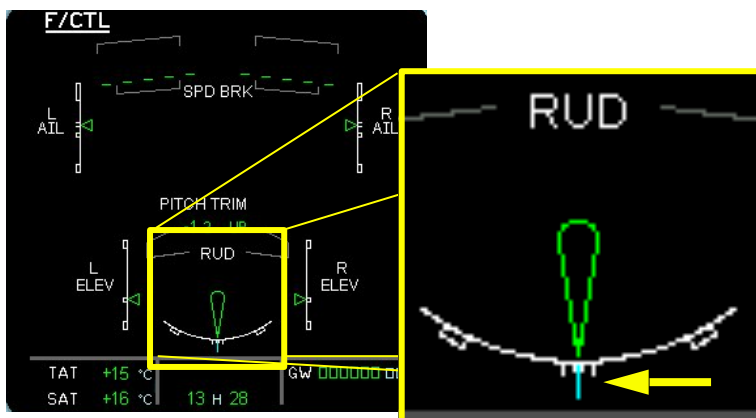 F/CTL
SPD BRK
L
AIL
R
AIL
PITCH TRIM
RUD
L
ELEV
R
ELEV
TAT +15 °C
GW
SAT +16 °C
13 H 28
RUD